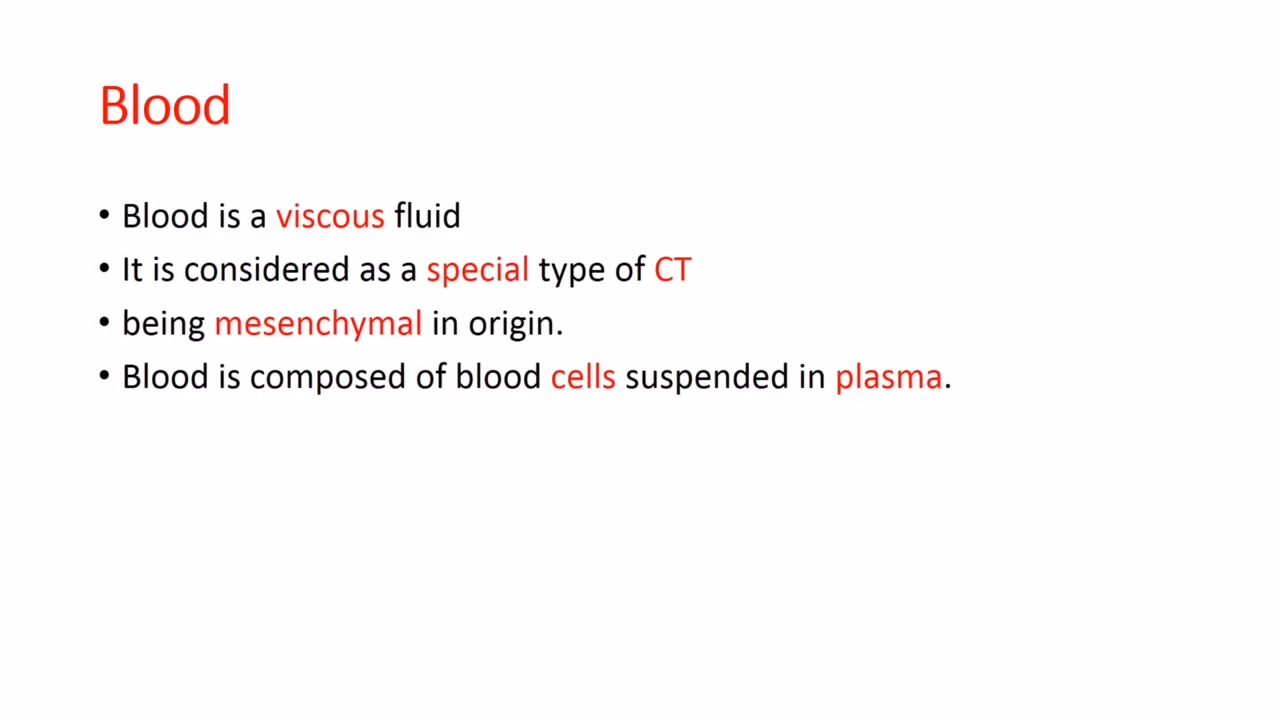 Blood
• Blood is a viscous fluid
• It is considered as a special type of CT
• being mesenchymal in origin.
• Blood is composed of blood cells suspended in plasma.